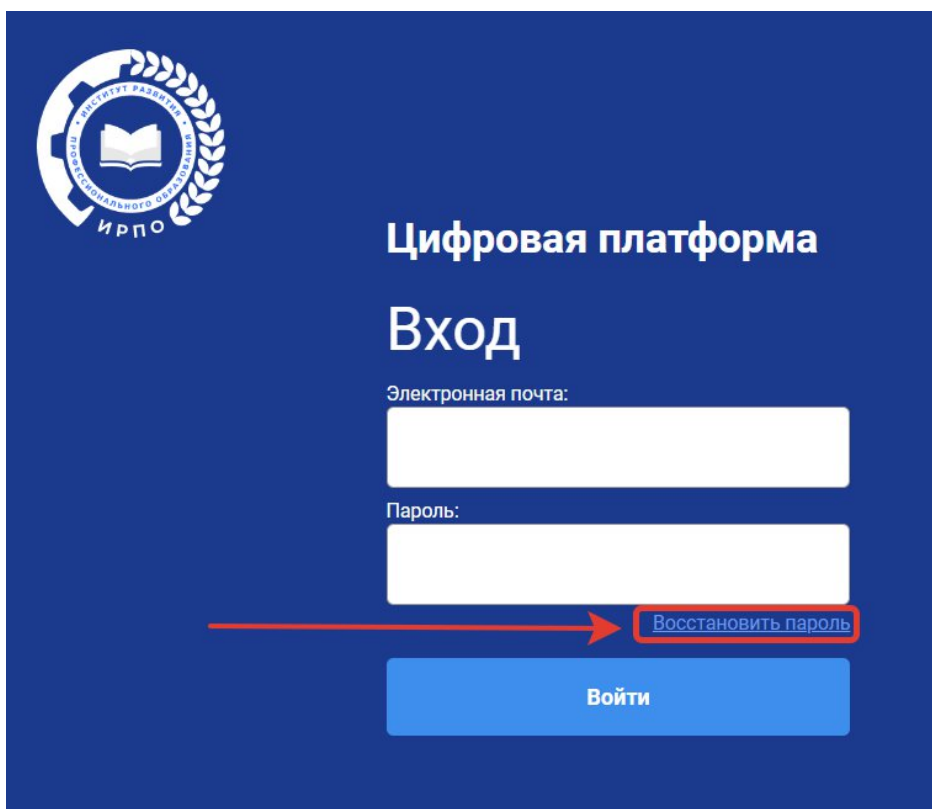 • ИНСТИТУТ РАЗВИТИЯ •
ПРОФЕССИОНАЛЬНОГО ОБРАЗОВАНИЯ
ИРПО
Цифровая платформа
Вход
Электронная почта:
Пароль:
Восстановить пароль
Войти